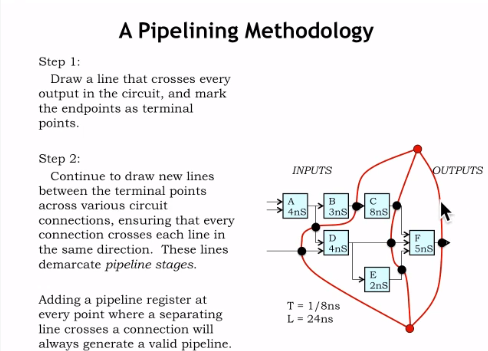 A Pipelining Methodology
Step 1:
Draw a line that crosses every
output in the circuit, and mark
the endpoints as terminal
points.
Step 2:
Continue to draw new lines
between the terminal points
across various circuit
connections, ensuring that every
connection crosses each line in
the same direction. These lines
demarcate pipeline stages.
Adding a pipeline register at
every point where a separating
line crosses a connection will
always generate a valid pipeline.
INPUTS
OUTPUTS
A
4nS
B
3nS
C
8nS
D
4nS
F
5nS
E
2nS
T = 1/8ns
L = 24ns